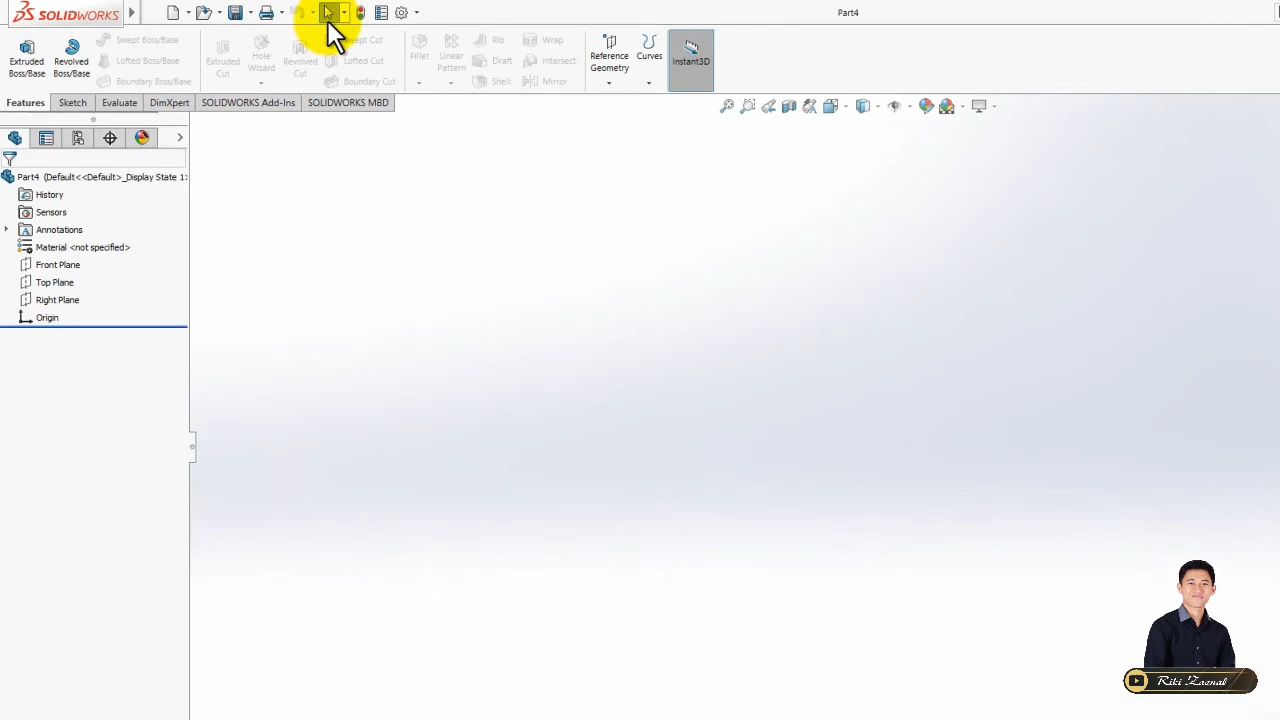 SOLIDWORKS
Part4
Extruded Boss/Base
Revolved Boss/Base
Swept Boss/Base
Lofted Boss/Base
Boundary Boss/Base
Extruded Cut
Hole Wizard
Revolved Cut
Swept Cut
Lofted Cut
Boundary Cut
Fillet
Linear Pattern
Rib
Draft
Shell
Wrap
Intersect
Mirror
Reference Geometry
Curves
Instant3D
Features
Sketch
Evaluate
DimXpert
SOLIDWORKS Add-Ins
SOLIDWORKS MBD
Part4 (Default<<Default>_Display State 1>
History
Sensors
Annotations
Material <not specified>
Front Plane
Top Plane
Right Plane
Origin
Riki Zaenal